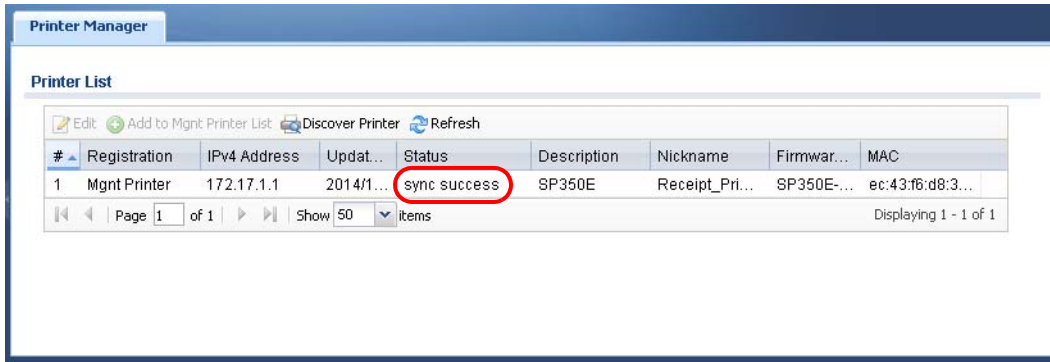 Printer Manager
Printer List
Edit Add to Mgnt Printer List Discover Printer Refresh
# Registration IPv4 Address Updat... Status Description Nickname Firmwar... MAC
1 Mgnt Printer 172.17.1.1 2014/1... sync success SP350E Receipt_Pri... SP350E-... ec:43:f6:d8:3...
Page 1 of 1 Show 50 items Displaying 1 - 1 of 1